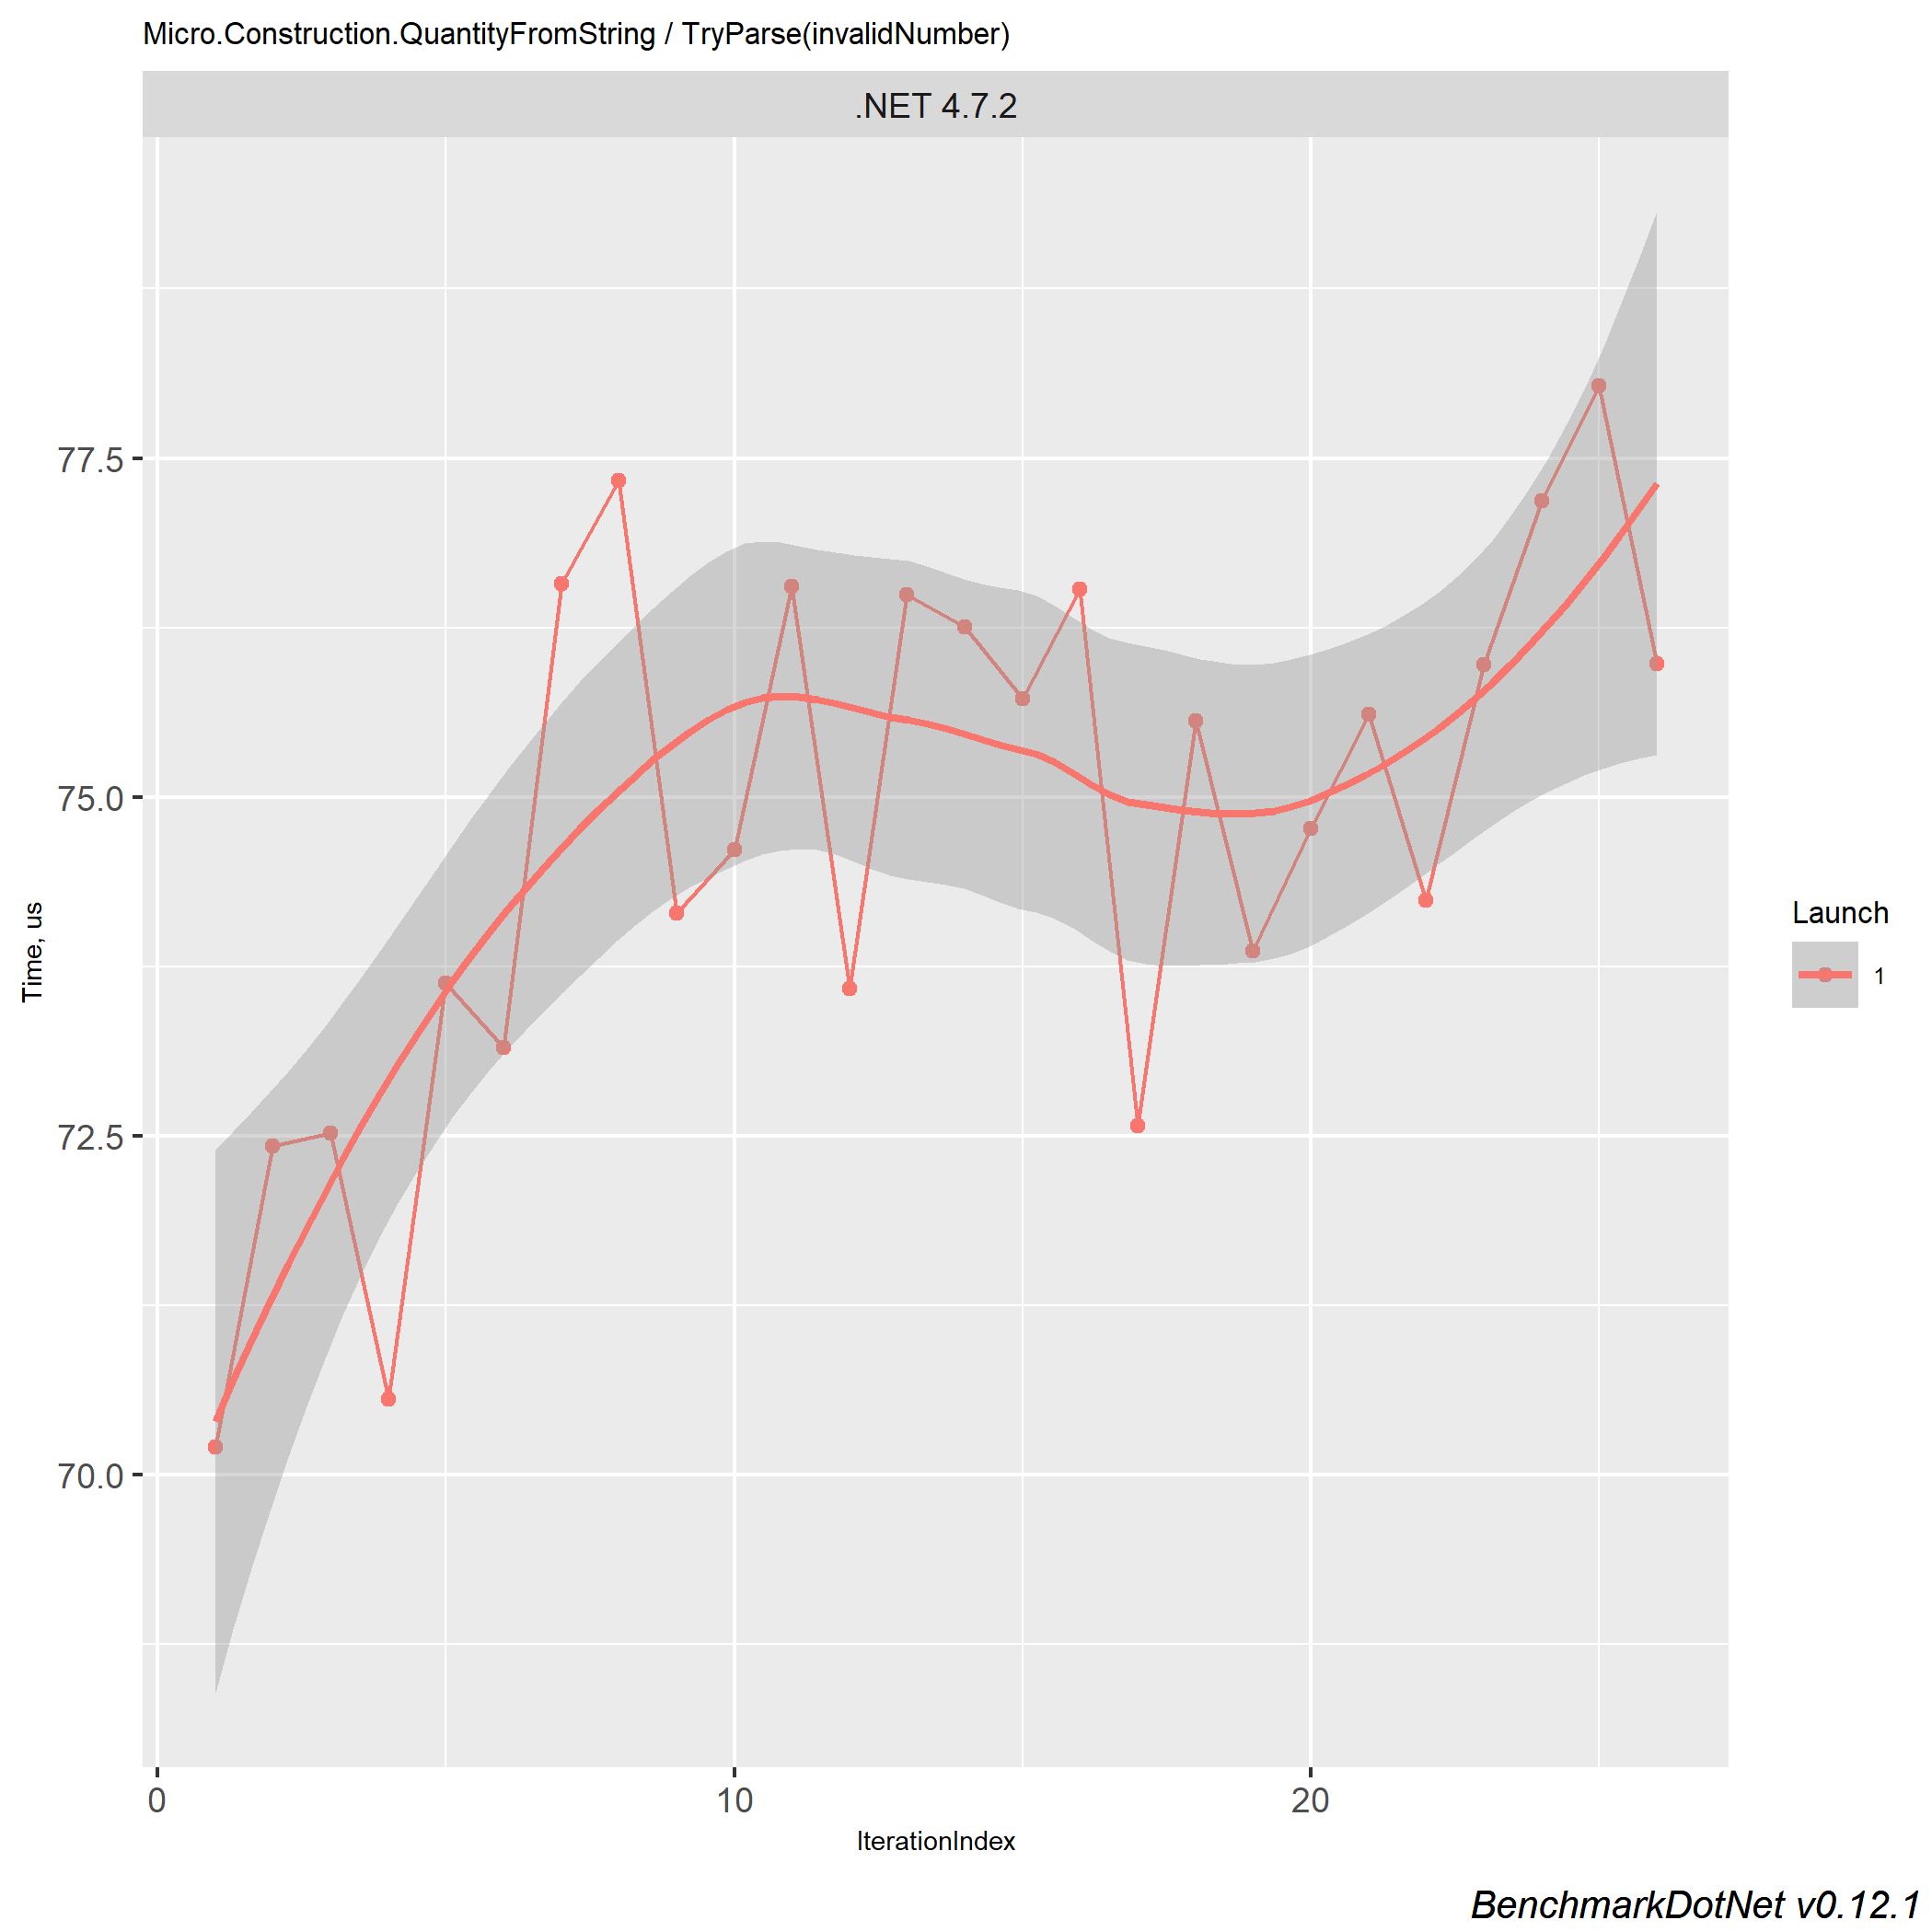 Micro.Construction.QuantityFromString / TryParse(invalidNumber)
.NET 4.7.2
77.5
75.0
72.5
70.0
Time, us
0
10
20
IterationIndex
Launch
1
BenchmarkDotNet v0.12.1